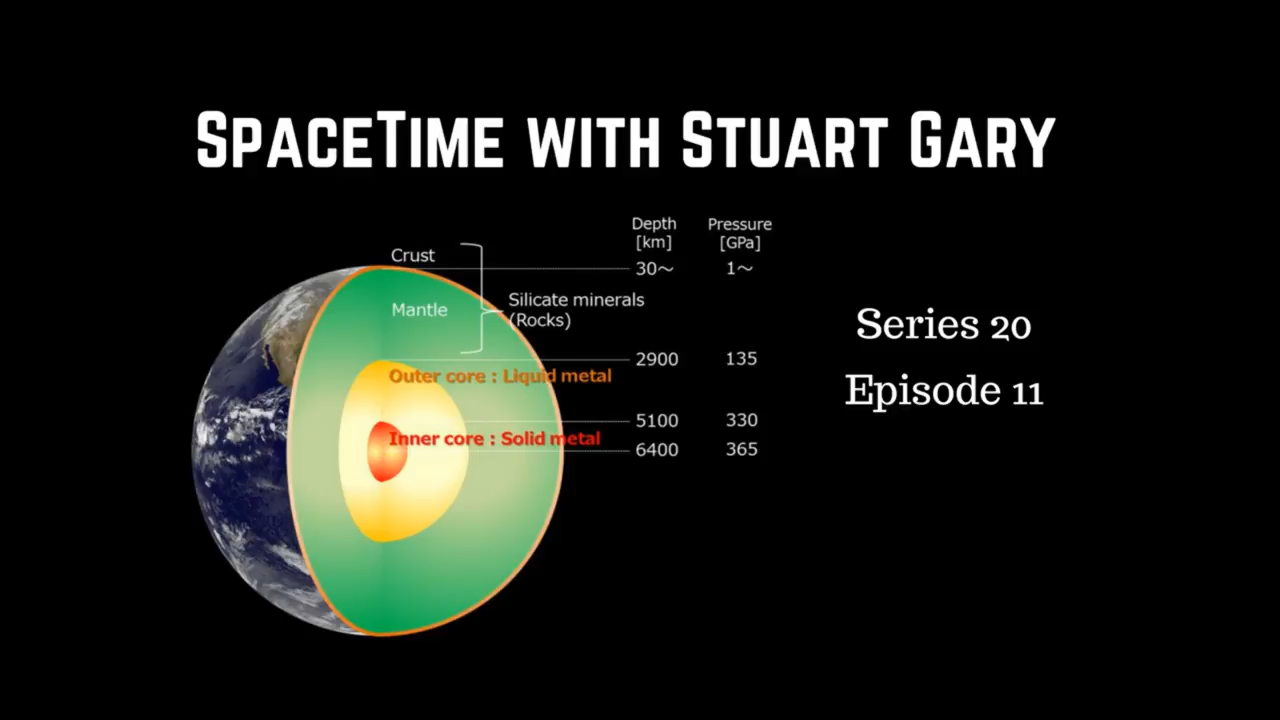 SPACETIME WITH STUART GARY
Depth Pressure
[km] [GPa]
Crust
30～ 1～
Mantle
Silicate minerals
(Rocks)
2900 135
Outer core : Liquid metal
5100 330
Inner core : Solid metal
6400 365
Series 20
Episode 11